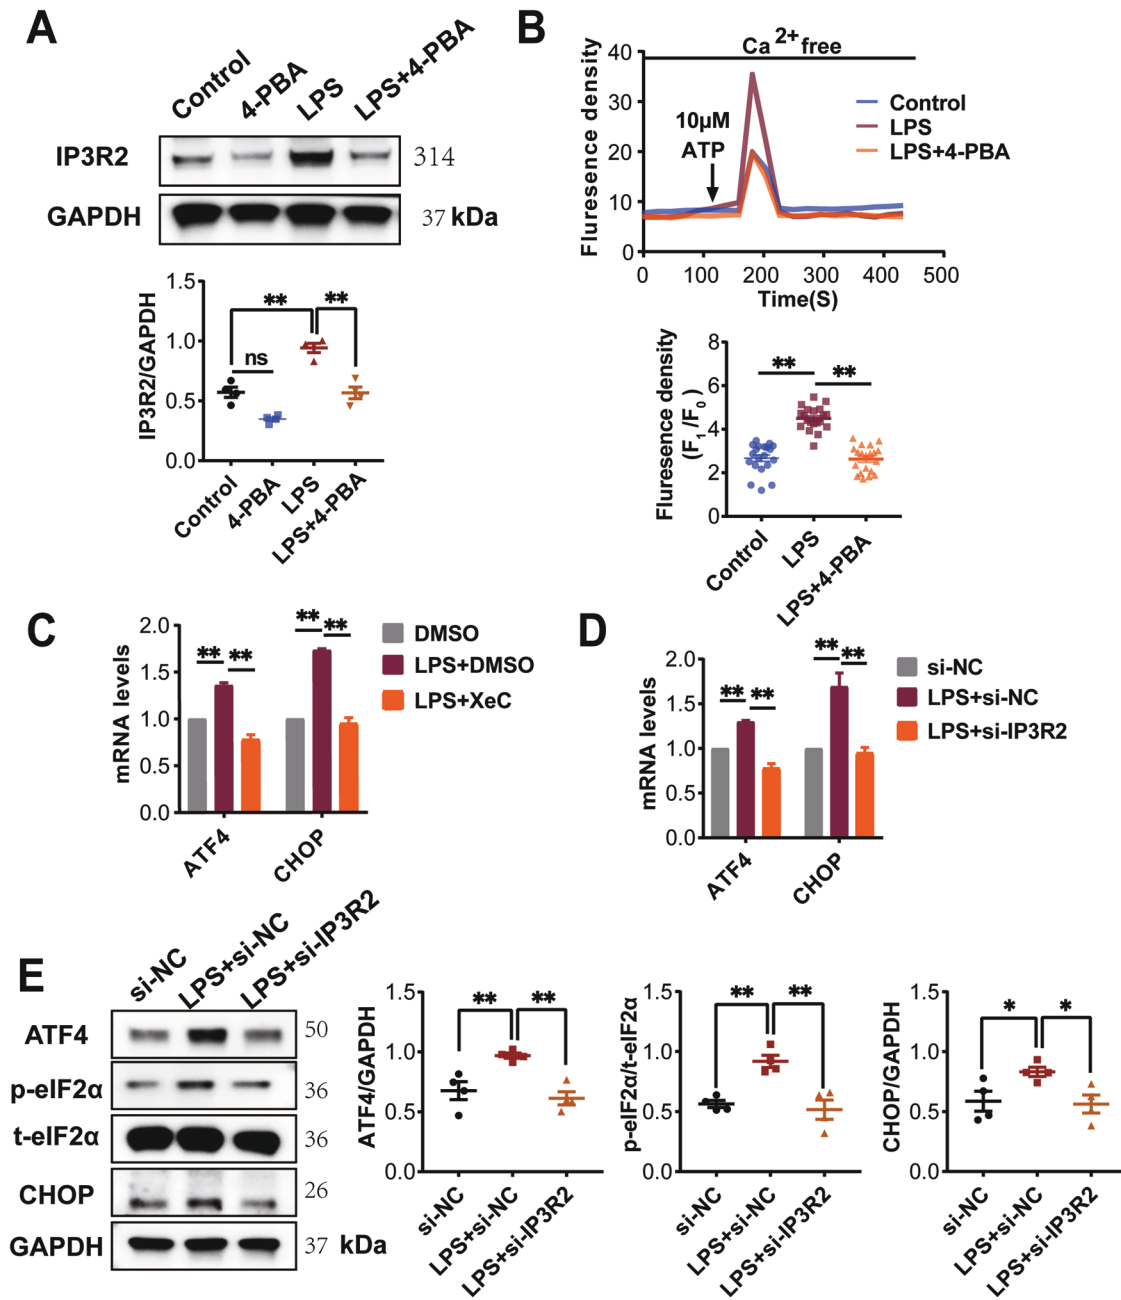 A
Control
4-PBA
LPS
LPS+4-PBA
IP3R2
314
GAPDH
37 kDa
IP3R2/GAPDH
1.5
1.0
0.5
0.0
**
**
ns
Control
4-PBA
LPS
LPS+4-PBA
B
Ca 2+ free
Fluresence density
40
30
20
10
0
10μM
ATP
Control
LPS
LPS+4-PBA
0
100
200
300
400
500
Time(S)
Fluresence density
(F1/F0)
8
6
4
2
0
**
**
Control
LPS
LPS+4-PBA
C
mRNA levels
2.0
1.5
1.0
0.5
0.0
**
**
**
**
DMSO
LPS+DMSO
LPS+XeC
ATF4
CHOP
D
mRNA levels
2.0
1.5
1.0
0.5
0.0
**
**
**
**
si-NC
LPS+si-NC
LPS+si-IP3R2
ATF4
CHOP
E
si-NC
LPS+si-NC
LPS+si-IP3R2
ATF4
50
p-eIF2α
36
t-eIF2α
36
CHOP
26
GAPDH
37 kDa
ATF4/GAPDH
1.5
1.0
0.5
0.0
**
**
si-NC
LPS+si-NC
LPS+si-IP3R2
p-eIF2α/t-eIF2α
1.5
1.0
0.5
0.0
**
**
si-NC
LPS+si-NC
LPS+si-IP3R2
CHOP/GAPDH
1.5
1.0
0.5
0.0
*
*
si-NC
LPS+si-NC
LPS+si-IP3R2